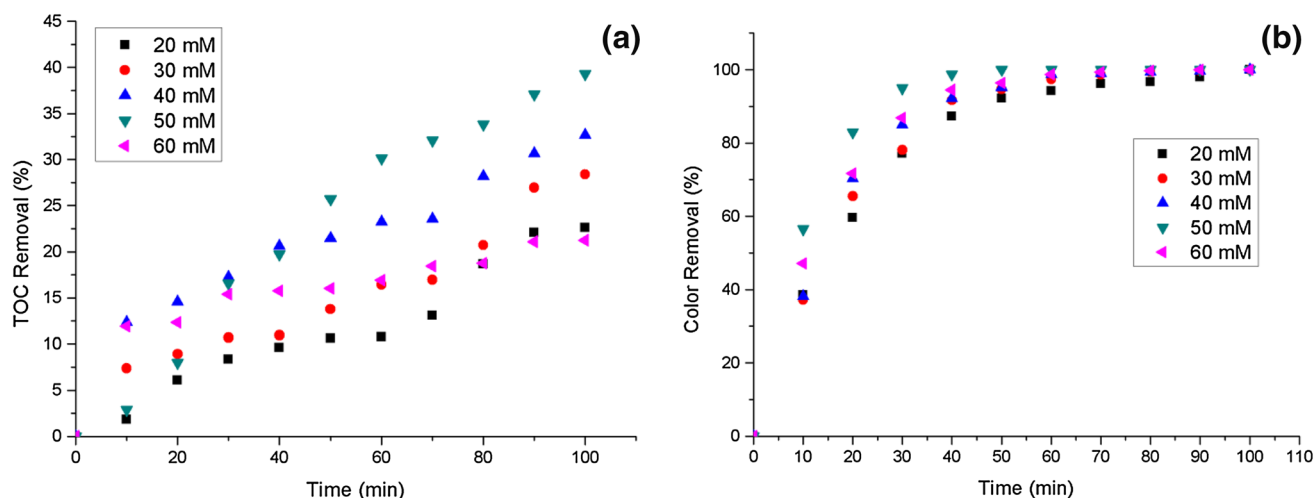 (a)
20 mM
30 mM
40 mM
50 mM
60 mM
TOC Removal (%)
45
40
35
30
25
20
15
10
5
0
0 20 40 60 80 100
Time (min)
(b)
20 mM
30 mM
40 mM
50 mM
60 mM
Color Removal (%)
100
80
60
40
20
0
0 10 20 30 40 50 60 70 80 90 100 110
Time (min)